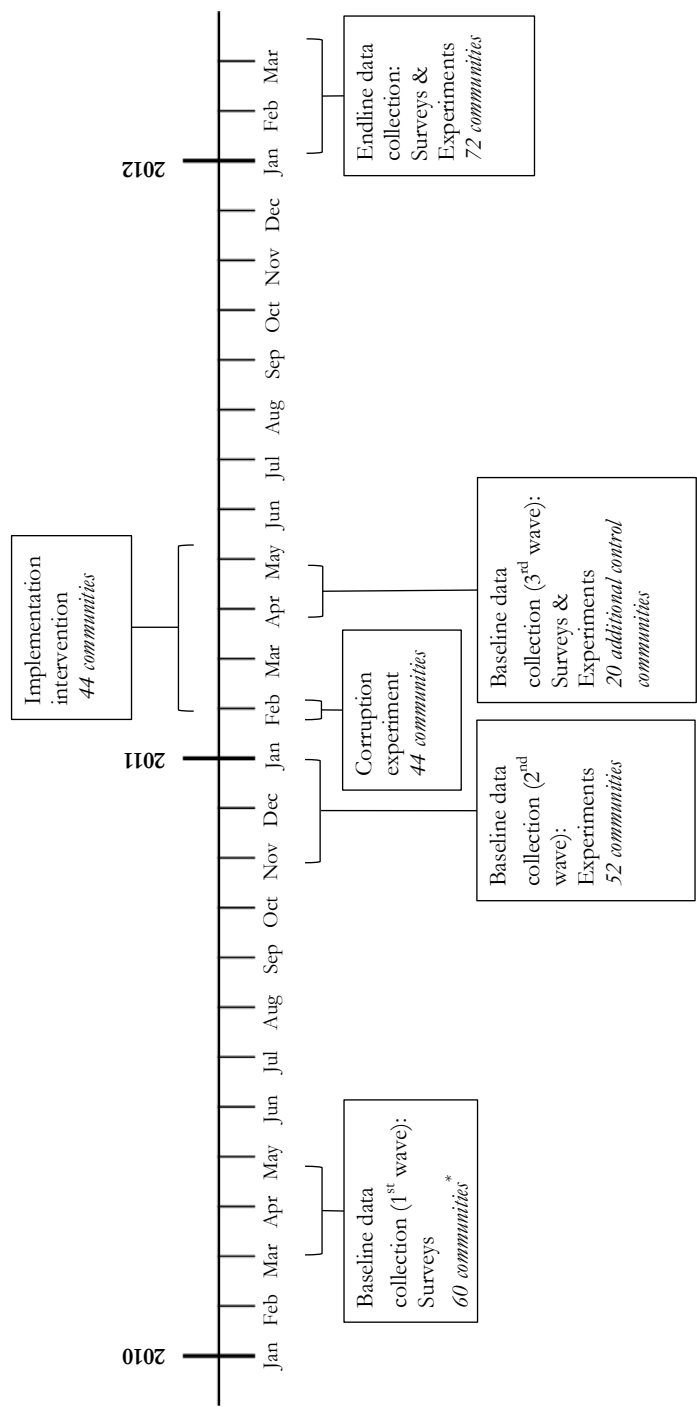 Implementation
intervention
44 communities
2010
2011
2012
Jan Feb Mar Apr May Jun Jul Aug Sep Oct Nov Dec Jan Feb Mar Apr May Jun Jul Aug Sep Oct Nov Dec Jan Feb Mar
Baseline data
collection (1st wave):
Surveys
60 communities*
Baseline data
collection (2nd
wave):
Experiments
52 communities
Corruption
experiment
44 communities
Baseline data
collection (3rd wave):
Surveys &
Experiments
20 additional control
communities
Endline data
collection:
Surveys &
Experiments
72 communities